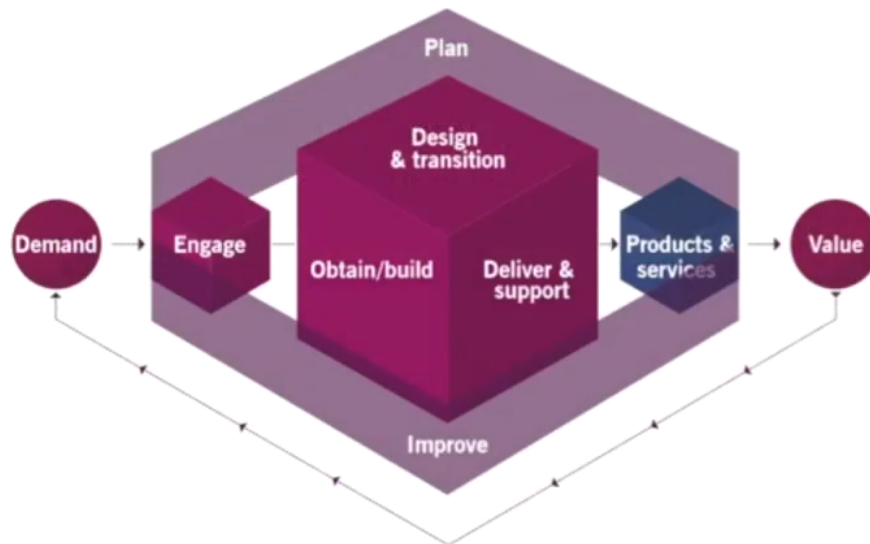 Plan
Design
& transition
Demand
Engage
Obtain/build
Deliver &
support
Products &
services
Value
Improve